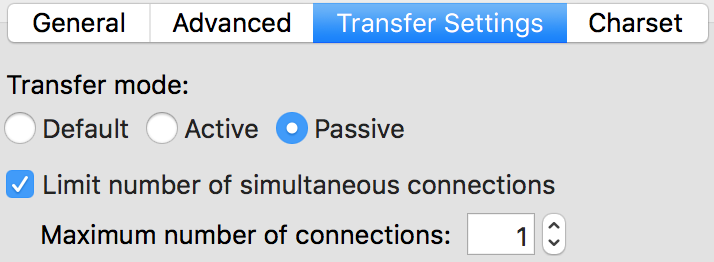 General Advanced Transfer Settings Charset
Transfer mode:
Default Active Passive
Limit number of simultaneous connections
Maximum number of connections: 1